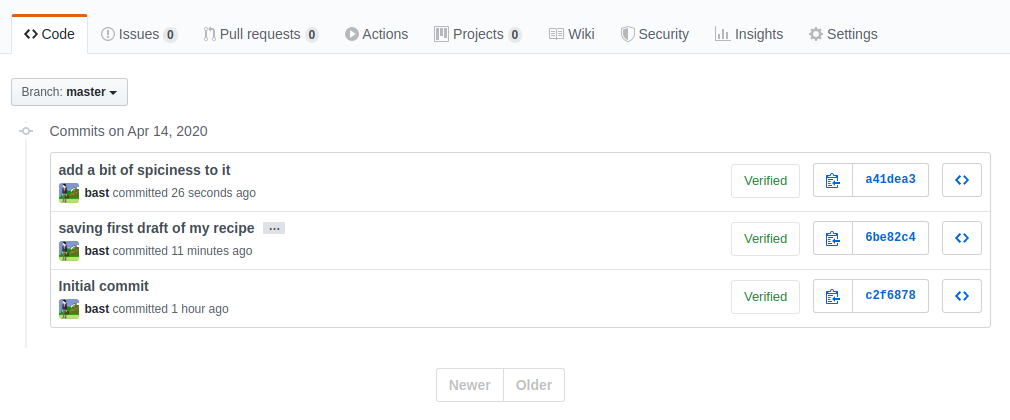 Code Issues 0 Pull requests 0 Actions Projects 0 Wiki Security Insights Settings
Branch: master
Commits on Apr 14, 2020
add a bit of spiciness to it
bast committed 26 seconds ago
Verified a41dea3
saving first draft of my recipe ...
bast committed 11 minutes ago
Verified 6be82c4
Initial commit
bast committed 1 hour ago
Verified c2f6878
Newer Older